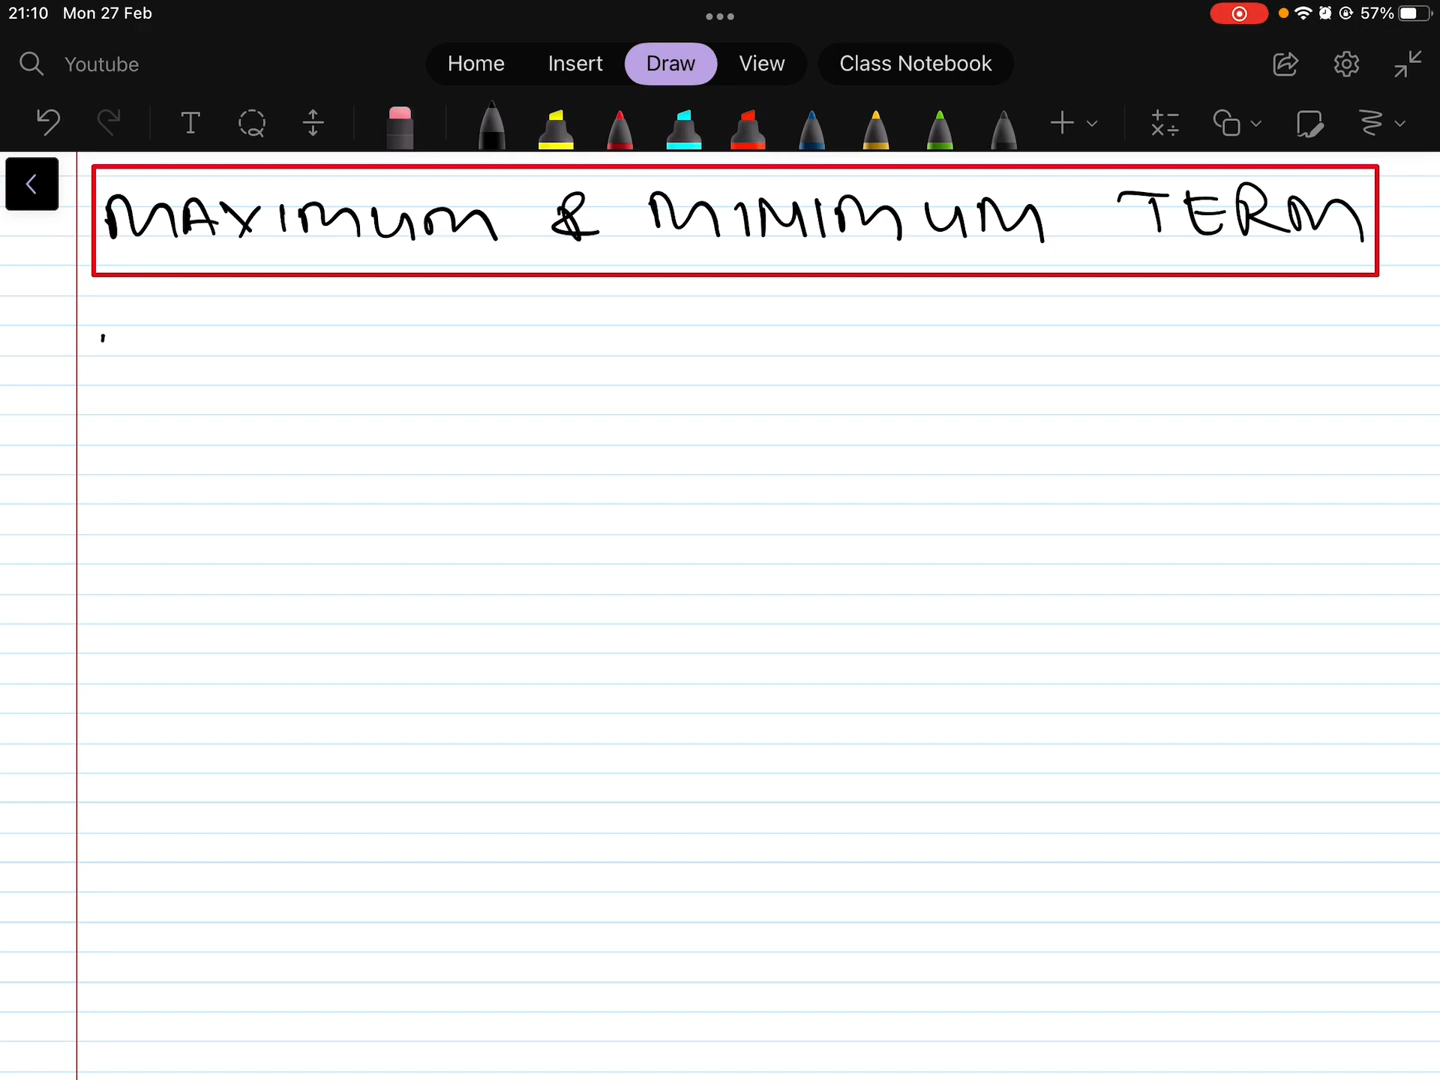 21:10 Mon 27 Feb 57%
Youtube Home Insert Draw View Class Notebook
T
MAXIMUM & MINIMUM TERM